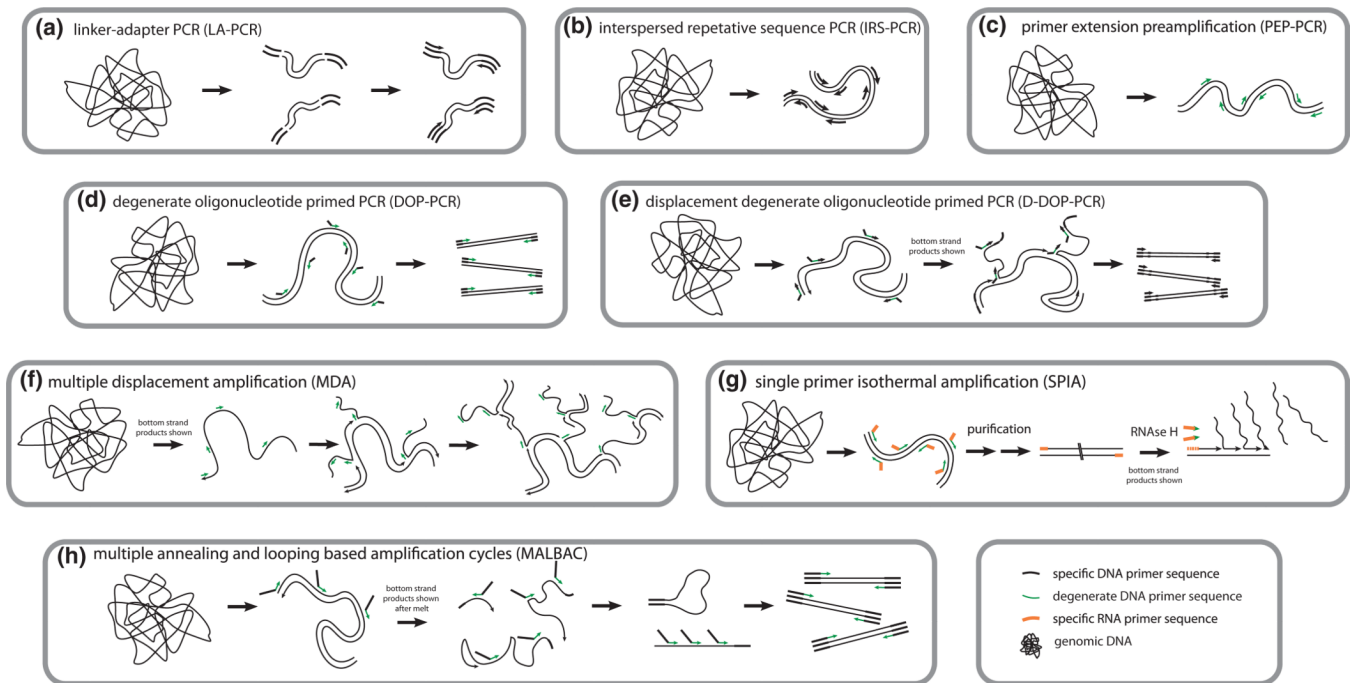 (a) linker-adapter PCR (LA-PCR)
(b) interspersed repetative sequence PCR (IRS-PCR)
(c) primer extension preamplification (PEP-PCR)
(d) degenerate oligonucleotide primed PCR (DOP-PCR)
(e) displacement degenerate oligonucleotide primed PCR (D-DOP-PCR)
bottom strand
products shown
(f) multiple displacement amplification (MDA)
bottom strand
products shown
(g) single primer isothermal amplification (SPIA)
purification
RNAse H
bottom strand
products shown
(h) multiple annealing and looping based amplification cycles (MALBAC)
bottom strand
products shown
after melt
specific DNA primer sequence
degenerate DNA primer sequence
specific RNA primer sequence
genomic DNA